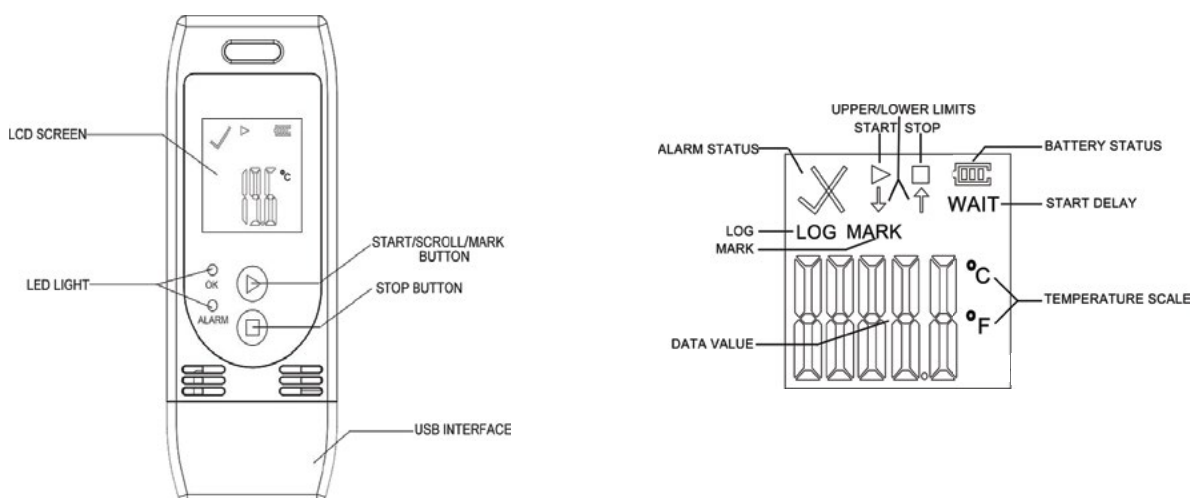 LCD SCREEN
°C
START/SCROLL/MARK
BUTTON
LED LIGHT
OK
STOP BUTTON
ALARM
USB INTERFACE
UPPER/LOWER LIMITS
START STOP
ALARM STATUS
BATTERY STATUS
WAIT
START DELAY
LOG
LOG MARK
MARK
°C
TEMPERATURE SCALE
°F
DATA VALUE